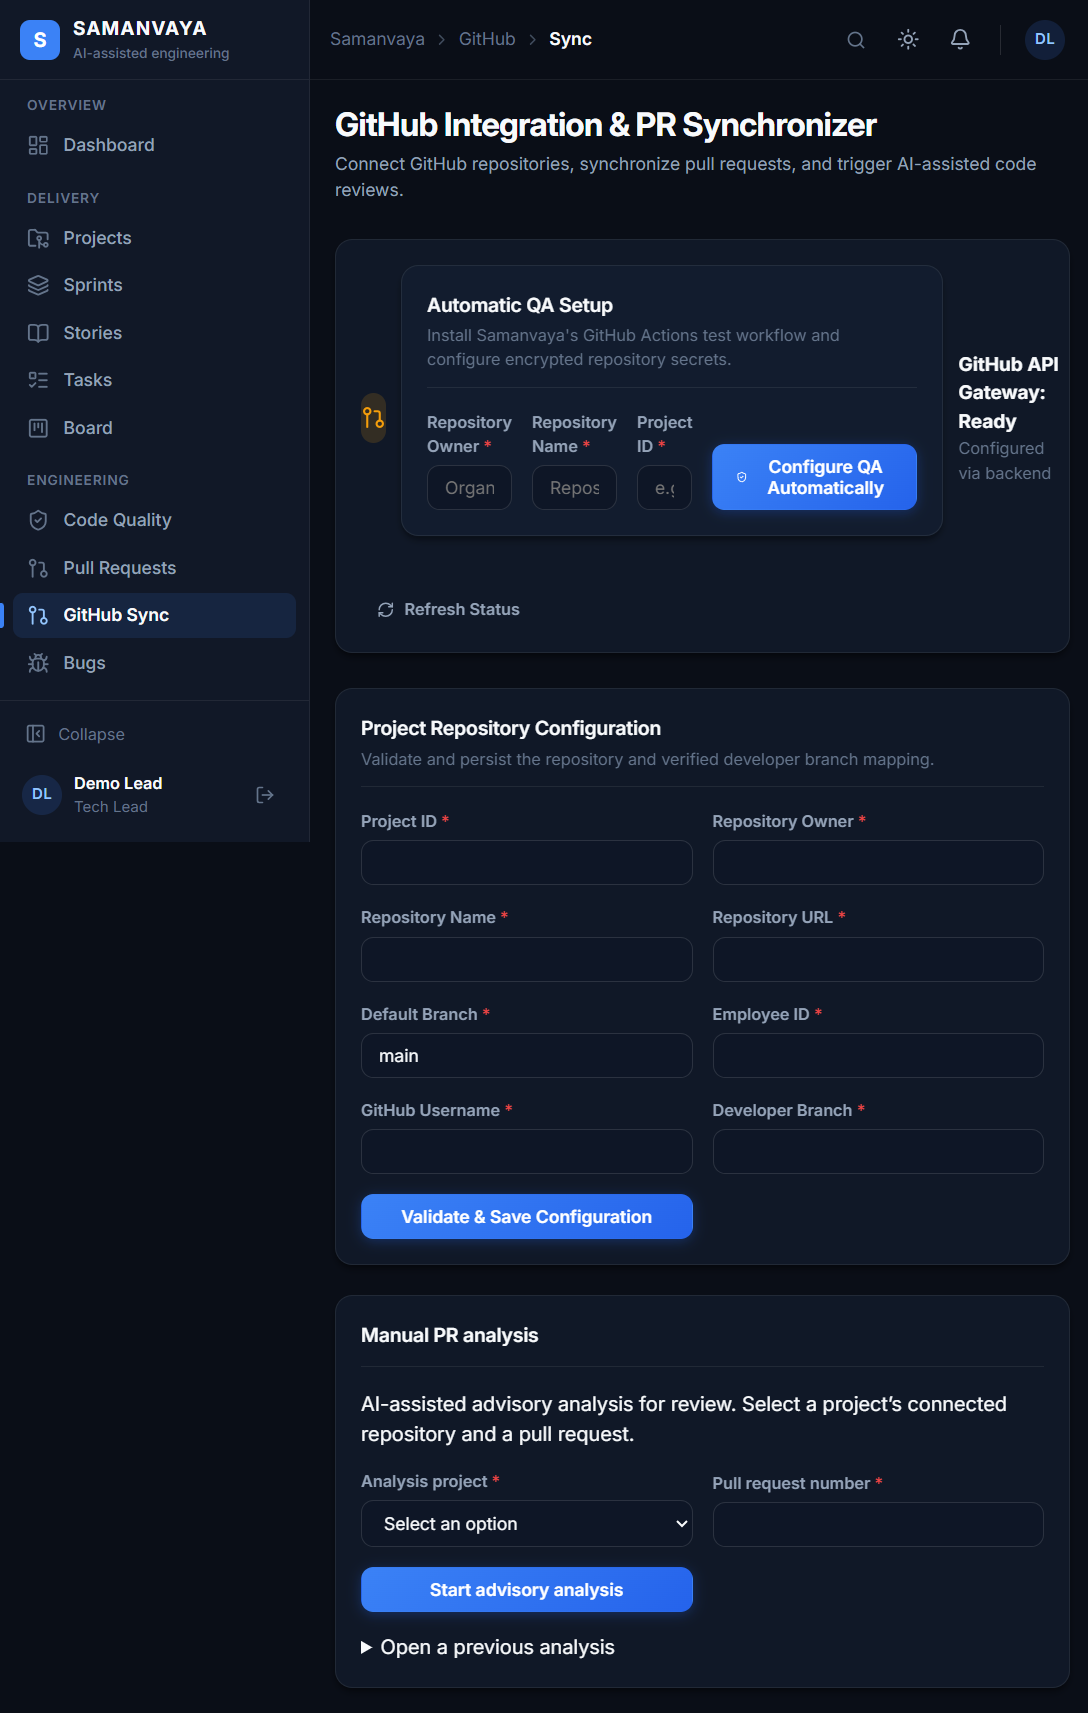 S
SAMANVAYA
AI-assisted engineering
OVERVIEW
Dashboard
DELIVERY
Projects
Sprints
Stories
Tasks
Board
ENGINEERING
Code Quality
Pull Requests
GitHub Sync
Bugs
Collapse
DL
Demo Lead
Tech Lead
Samanvaya > GitHub > Sync
DL
GitHub Integration & PR Synchronizer
Connect GitHub repositories, synchronize pull requests, and trigger AI-assisted code
reviews.
Automatic QA Setup
Install Samanvaya's GitHub Actions test workflow and
configure encrypted repository secrets.
Repository
Owner *
Organ
Repository
Name *
Repos
Project
ID *
e.g
Configure QA
Automatically
GitHub API
Gateway:
Ready
Configured
via backend
Refresh Status
Project Repository Configuration
Validate and persist the repository and verified developer branch mapping.
Project ID *
Repository Owner *
Repository Name *
Repository URL *
Default Branch *
main
Employee ID *
GitHub Username *
Developer Branch *
Validate & Save Configuration
Manual PR analysis
AI-assisted advisory analysis for review. Select a project’s connected
repository and a pull request.
Analysis project *
Select an option
Pull request number *
Start advisory analysis
Open a previous analysis